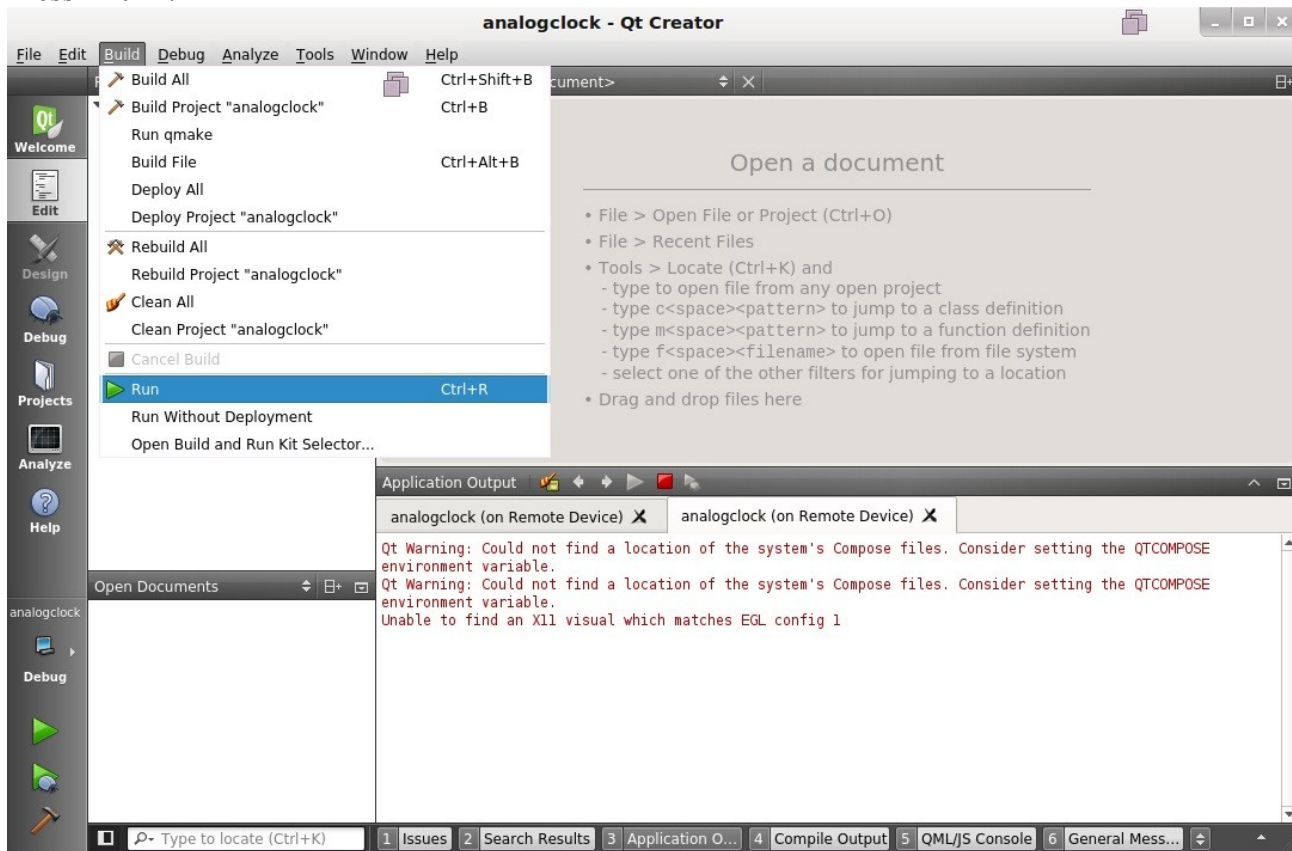 analogclock - Qt Creator
File Edit Build Debug Analyze Tools Window Help
Build All Ctrl+Shift+B
Build Project "analogclock" Ctrl+B
Run qmake
Build File Ctrl+Alt+B
Deploy All
Deploy Project "analogclock"
Rebuild All
Rebuild Project "analogclock"
Clean All
Clean Project "analogclock"
Cancel Build
Run Ctrl+R
Run Without Deployment
Open Build and Run Kit Selector...
Welcome
Edit
Design
Debug
Projects
Analyze
Help
analogclock
Debug
Open a document
• File > Open File or Project (Ctrl+O)
• File > Recent Files
• Tools > Locate (Ctrl+K) and
- type to open file from any open project
- type c<space><pattern> to jump to a class definition
- type m<space><pattern> to jump to a function definition
- type f<space><filename> to open file from file system
- select one of the other filters for jumping to a location
• Drag and drop files here
Application Output
analogclock (on Remote Device) analogclock (on Remote Device)
Qt Warning: Could not find a location of the system's Compose files. Consider setting the QTCOMPOSE
environment variable.
Qt Warning: Could not find a location of the system's Compose files. Consider setting the QTCOMPOSE
environment variable.
Unable to find an X11 visual which matches EGL config 1
Open Documents
Type to locate (Ctrl+K) 1 Issues 2 Search Results 3 Application O... 4 Compile Output 5 QML/JS Console 6 General Mess...